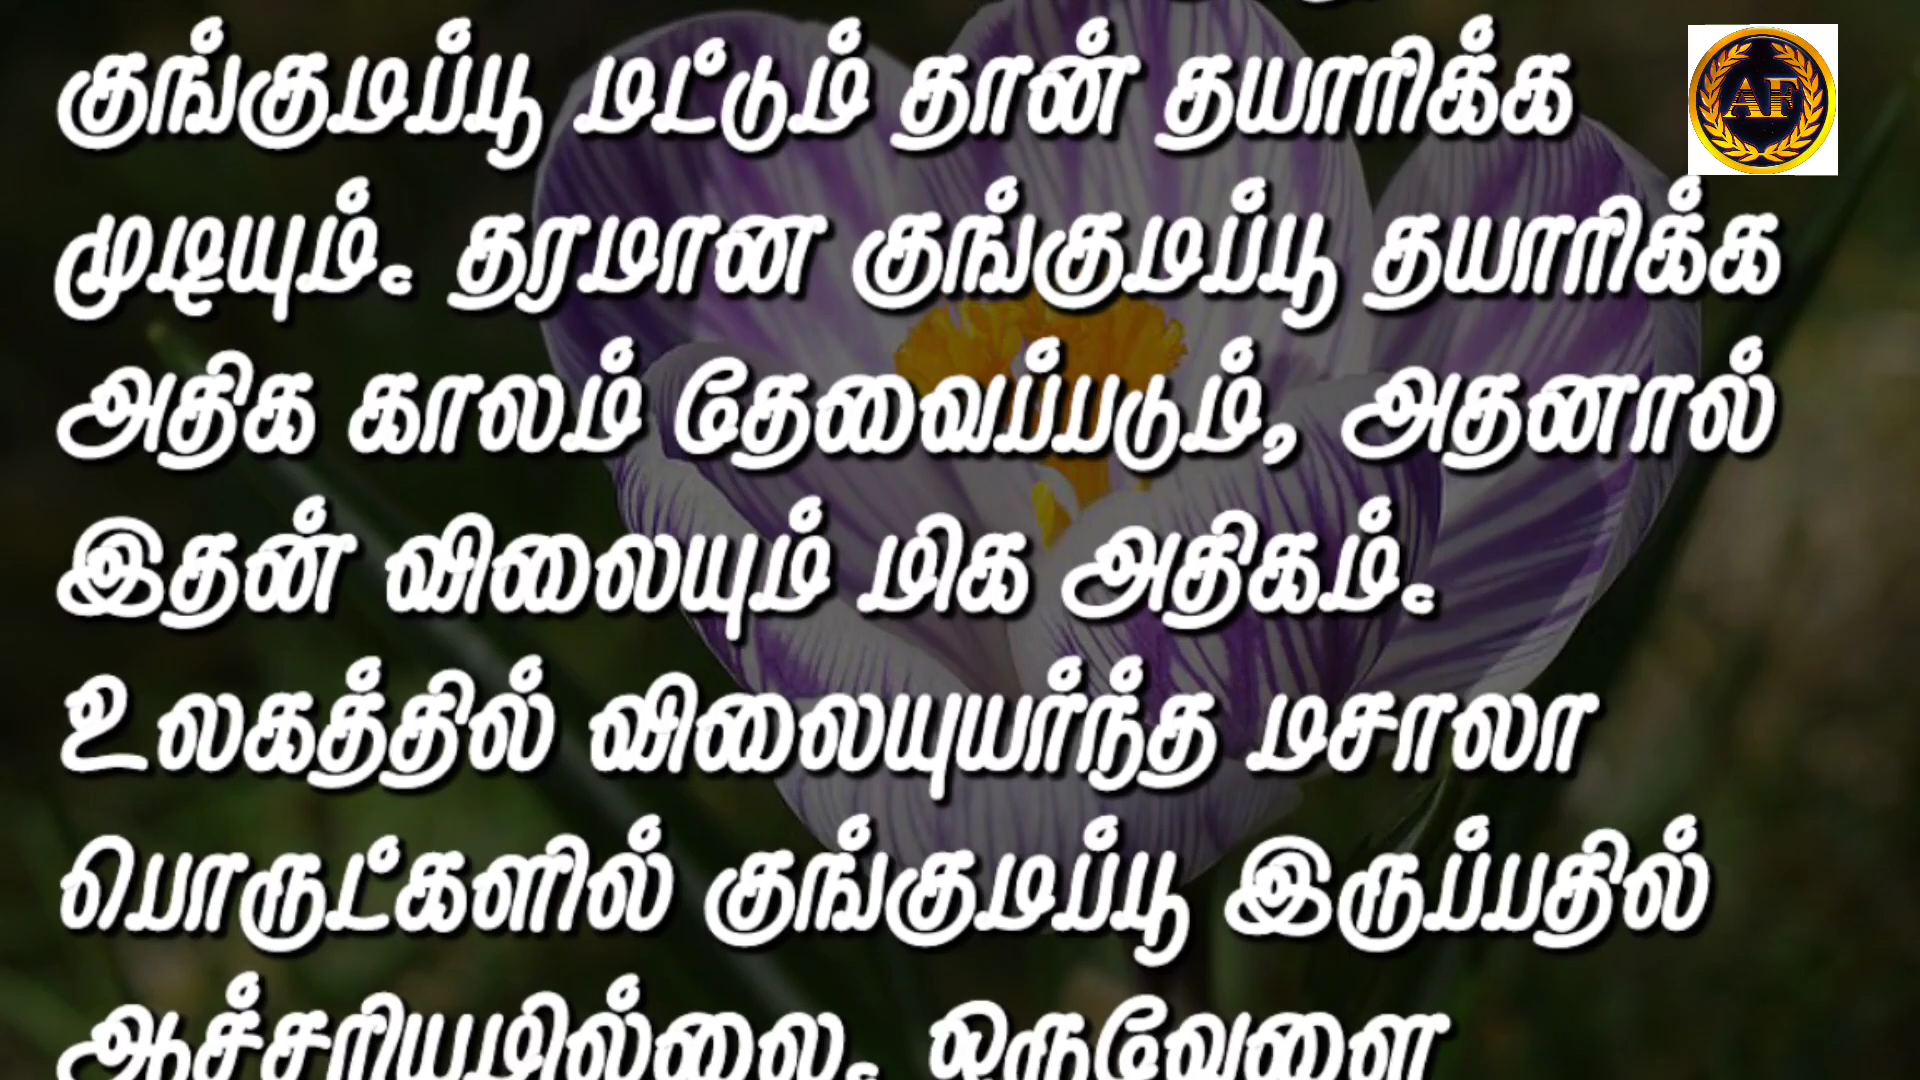 குங்குமப்பூ மட்டும் தான் தயாரிக்க
AF
முடியும். தரமான குங்குமப்பூ தயாரிக்க
அதிக காலம் தேவைப்படும், அதனால்
இதன் விலையும் மிக அதிகம்.
உலகத்தில் விலையுயர்ந்த மசாலா
பொருட்களில் குங்குமப்பூ இருப்பதில்
ஆச்சரியமில்லை. ஒருவேளை